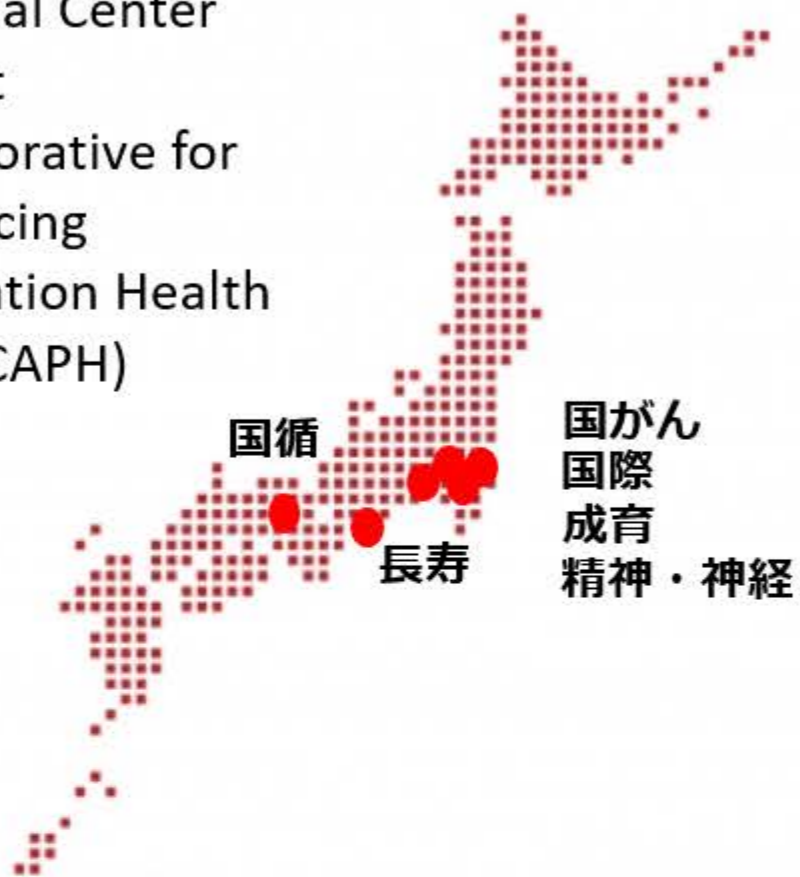 al Center
t
orative for
cing
ation Health
CAPH)
国循
長寿
国がん
国際
成育
精神・神経